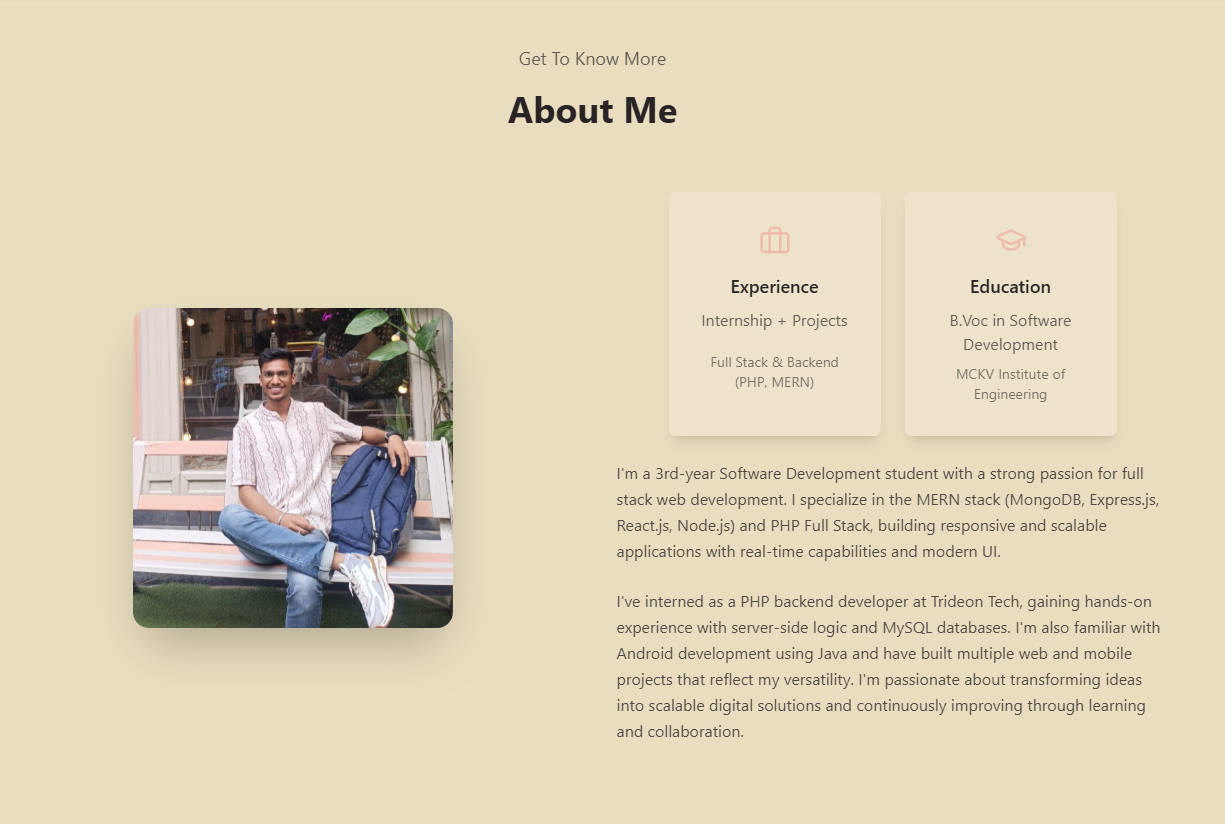 Get To Know More
About Me
Experience
Internship + Projects
Full Stack & Backend
(PHP, MERN)
Education
B.Voc in Software
Development
MCKV Institute of
Engineering
I'm a 3rd-year Software Development student with a strong passion for full
stack web development. I specialize in the MERN stack (MongoDB, Express.js,
React.js, Node.js) and PHP Full Stack, building responsive and scalable
applications with real-time capabilities and modern UI.
I've interned as a PHP backend developer at Trideon Tech, gaining hands-on
experience with server-side logic and MySQL databases. I'm also familiar with
Android development using Java and have built multiple web and mobile
projects that reflect my versatility. I'm passionate about transforming ideas
into scalable digital solutions and continuously improving through learning
and collaboration.